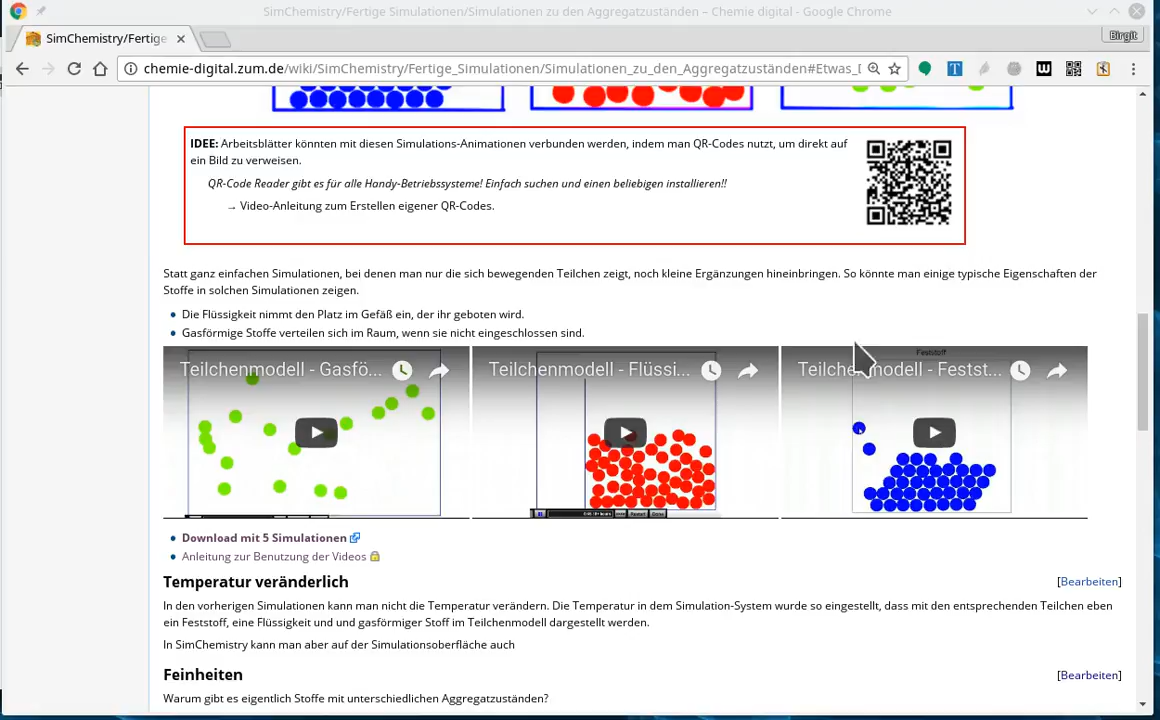 SimChemistry/Fertige Simulationen/Simulationen zu den Aggregatzuständen – Chemie digital - Google Chrome
SimChemistry/Fertige
Birgit
chemie-digital.zum.de/wiki/SimChemistry/Fertige_Simulationen/Simulationen_zu_den_Aggregatzuständen#Etwas_D
IDEE: Arbeitsblätter könnten mit diesen Simulations-Animationen verbunden werden, indem man QR-Codes nutzt, um direkt auf
ein Bild zu verweisen.
QR-Code Reader gibt es für alle Handy-Betriebssysteme! Einfach suchen und einen beliebigen installieren!!
→ Video-Anleitung zum Erstellen eigener QR-Codes.
Statt ganz einfachen Simulationen, bei denen man nur die sich bewegenden Teilchen zeigt, noch kleine Ergänzungen hineinbringen. So könnte man einige typische Eigenschaften der
Stoffe in solchen Simulationen zeigen.
Die Flüssigkeit nimmt den Platz im Gefäß ein, der ihr geboten wird.
Gasförmige Stoffe verteilen sich im Raum, wenn sie nicht eingeschlossen sind.
Feststoff
Teilchenmodell - Gasfö... Teilchenmodell - Flüssi... Teilchenmodell - Festst...
Download mit 5 Simulationen
Anleitung zur Benutzung der Videos
Temperatur veränderlich [Bearbeiten]
In den vorherigen Simulationen kann man nicht die Temperatur verändern. Die Temperatur in dem Simulation-System wurde so eingestellt, dass mit den entsprechenden Teilchen eben
ein Feststoff, eine Flüssigkeit und und gasförmiger Stoff im Teilchenmodell dargestellt werden.
In SimChemistry kann man aber auf der Simulationsoberfläche auch
Feinheiten [Bearbeiten]
Warum gibt es eigentlich Stoffe mit unterschiedlichen Aggregatzuständen?